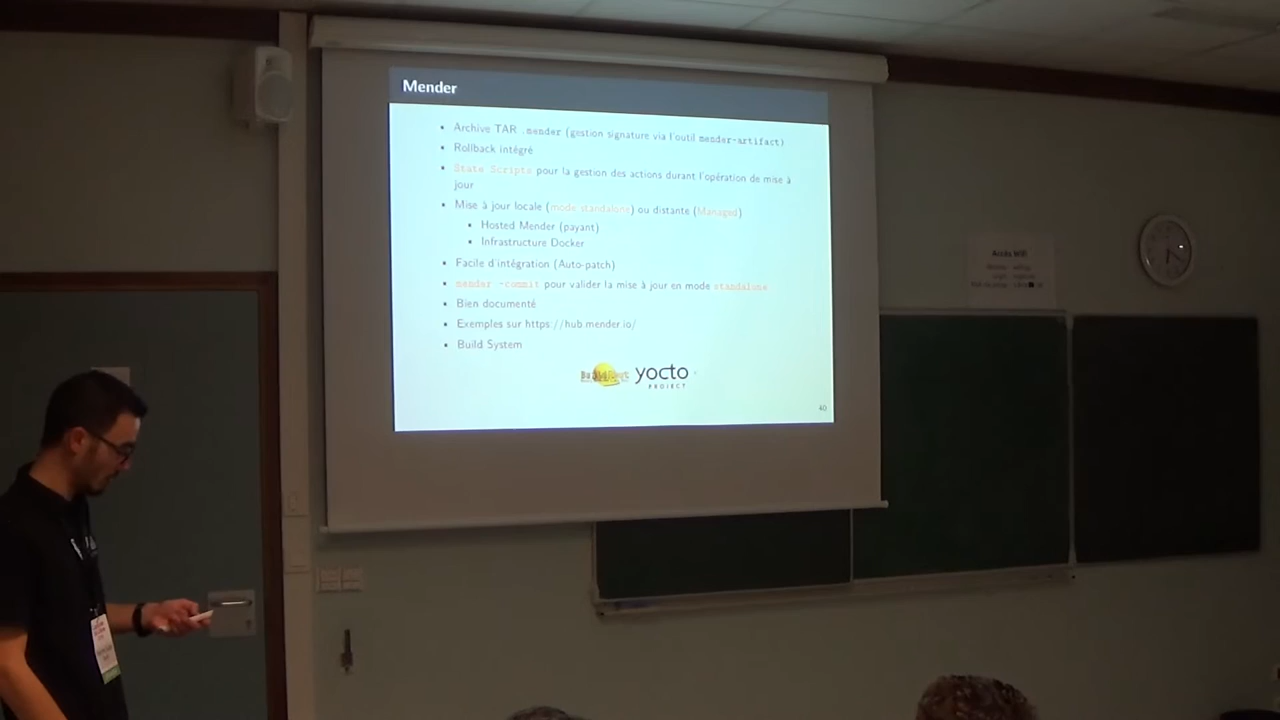 Mender
• Archive TAR .mender (gestion signature via l'outil mender-artifact)
• Rollback intégré
• State Scripts pour la gestion des actions durant l'opération de mise à
jour
• Mise à jour locale (mode standalone) ou distante (Managed)
• Hosted Mender (payant)
• Infrastructure Docker
• Facile d'intégration (Auto-patch)
• mender -commit pour valider la mise à jour en mode standalone
• Bien documenté
• Exemples sur https://hub.mender.io/
• Build System
yocto
PROJECT
40
Accès Wifi